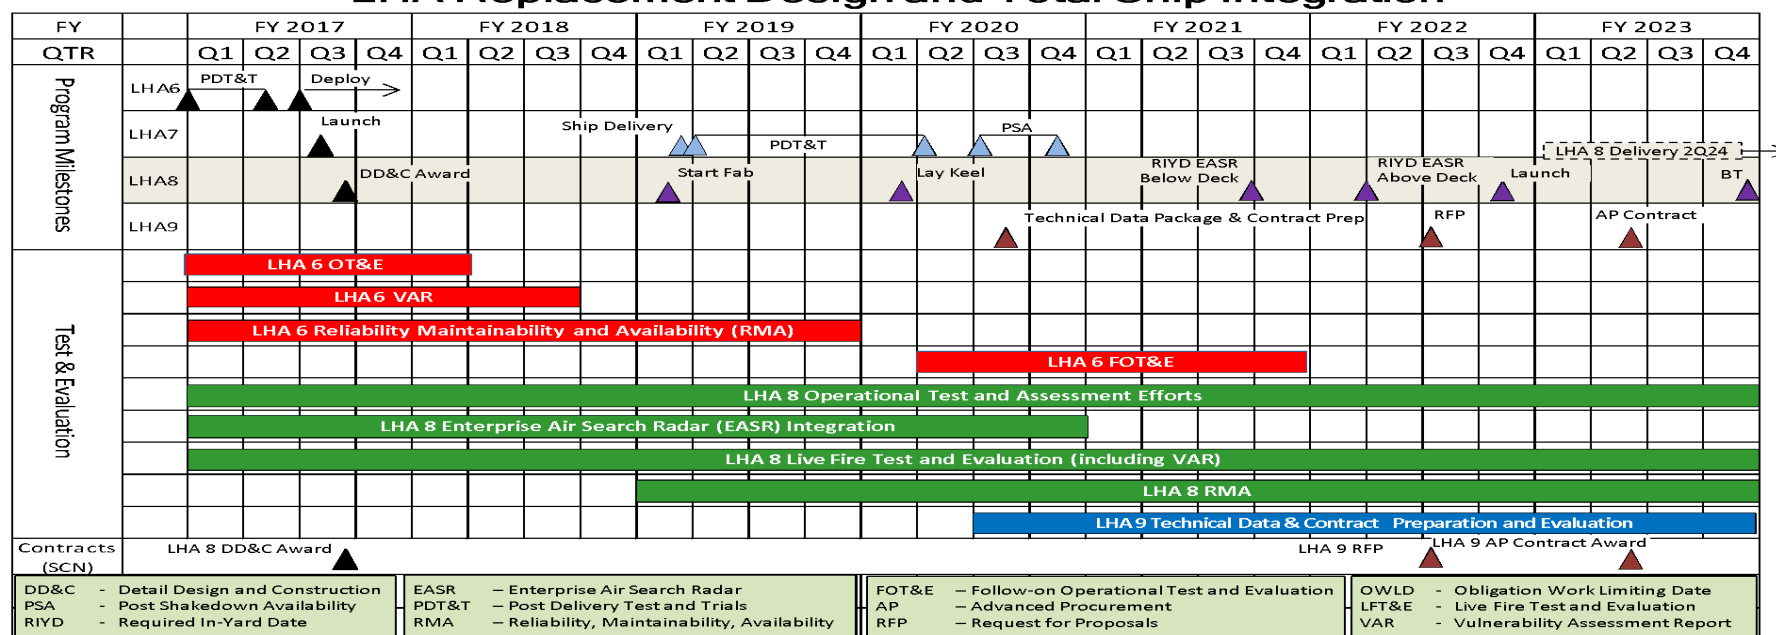 LHA Replacement Design and Total Ship Integration
FY FY 2017 FY 2018 FY 2019 FY 2020 FY 2021 FY 2022 FY 2023
QTR Q1 Q2 Q3 Q4 Q1 Q2 Q3 Q4 Q1 Q2 Q3 Q4 Q1 Q2 Q3 Q4 Q1 Q2 Q3 Q4 Q1 Q2 Q3 Q4 Q1 Q2 Q3 Q4
Program Milestones
LHA6 PDT&T Deploy
LHA7 Launch Ship Delivery PDT&T PSA
LHA 8 Delivery 2Q24
LHA8 DD&C Award Start Fab Lay Keel RIYD EASR Below Deck RIYD EASR Above Deck Launch BT
LHA9 Technical Data Package & Contract Prep RFP AP Contract
Test & Evaluation
LHA 6 OT&E
LHA6 VAR
LHA 6 Reliability Maintainability and Availability (RMA)
LHA 6 FOT&E
LHA 8 Operational Test and Assessment Efforts
LHA 8 Enterprise Air Search Radar (EASR) Integration
LHA 8 Live Fire Test and Evaluation (including VAR)
LHA 8 RMA
LHA 9 Technical Data & Contract Preparation and Evaluation
Contracts (SCN) LHA 8 DD&C Award LHA 9 RFP LHA 9 AP Contract Award
DD&C - Detail Design and Construction
PSA - Post Shakedown Availability
RIYD - Required In-Yard Date
EASR – Enterprise Air Search Radar
PDT&T – Post Delivery Test and Trials
RMA – Reliability, Maintainability, Availability
FOT&E – Follow-on Operational Test and Evaluation
AP – Advanced Procurement
RFP – Request for Proposals
OWLD - Obligation Work Limiting Date
LFT&E - Live Fire Test and Evaluation
VAR - Vulnerability Assessment Report